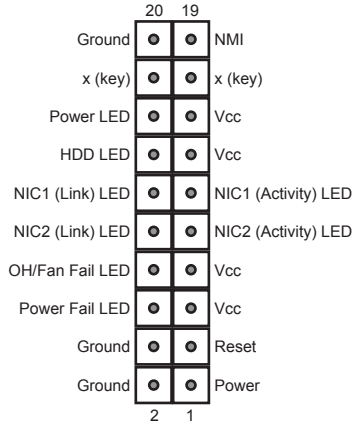 20 19
Ground NMI
x (key) x (key)
Power LED Vcc
HDD LED Vcc
NIC1 (Link) LED NIC1 (Activity) LED
NIC2 (Link) LED NIC2 (Activity) LED
OH/Fan Fail LED Vcc
Power Fail LED Vcc
Ground Reset
Ground Power
2 1